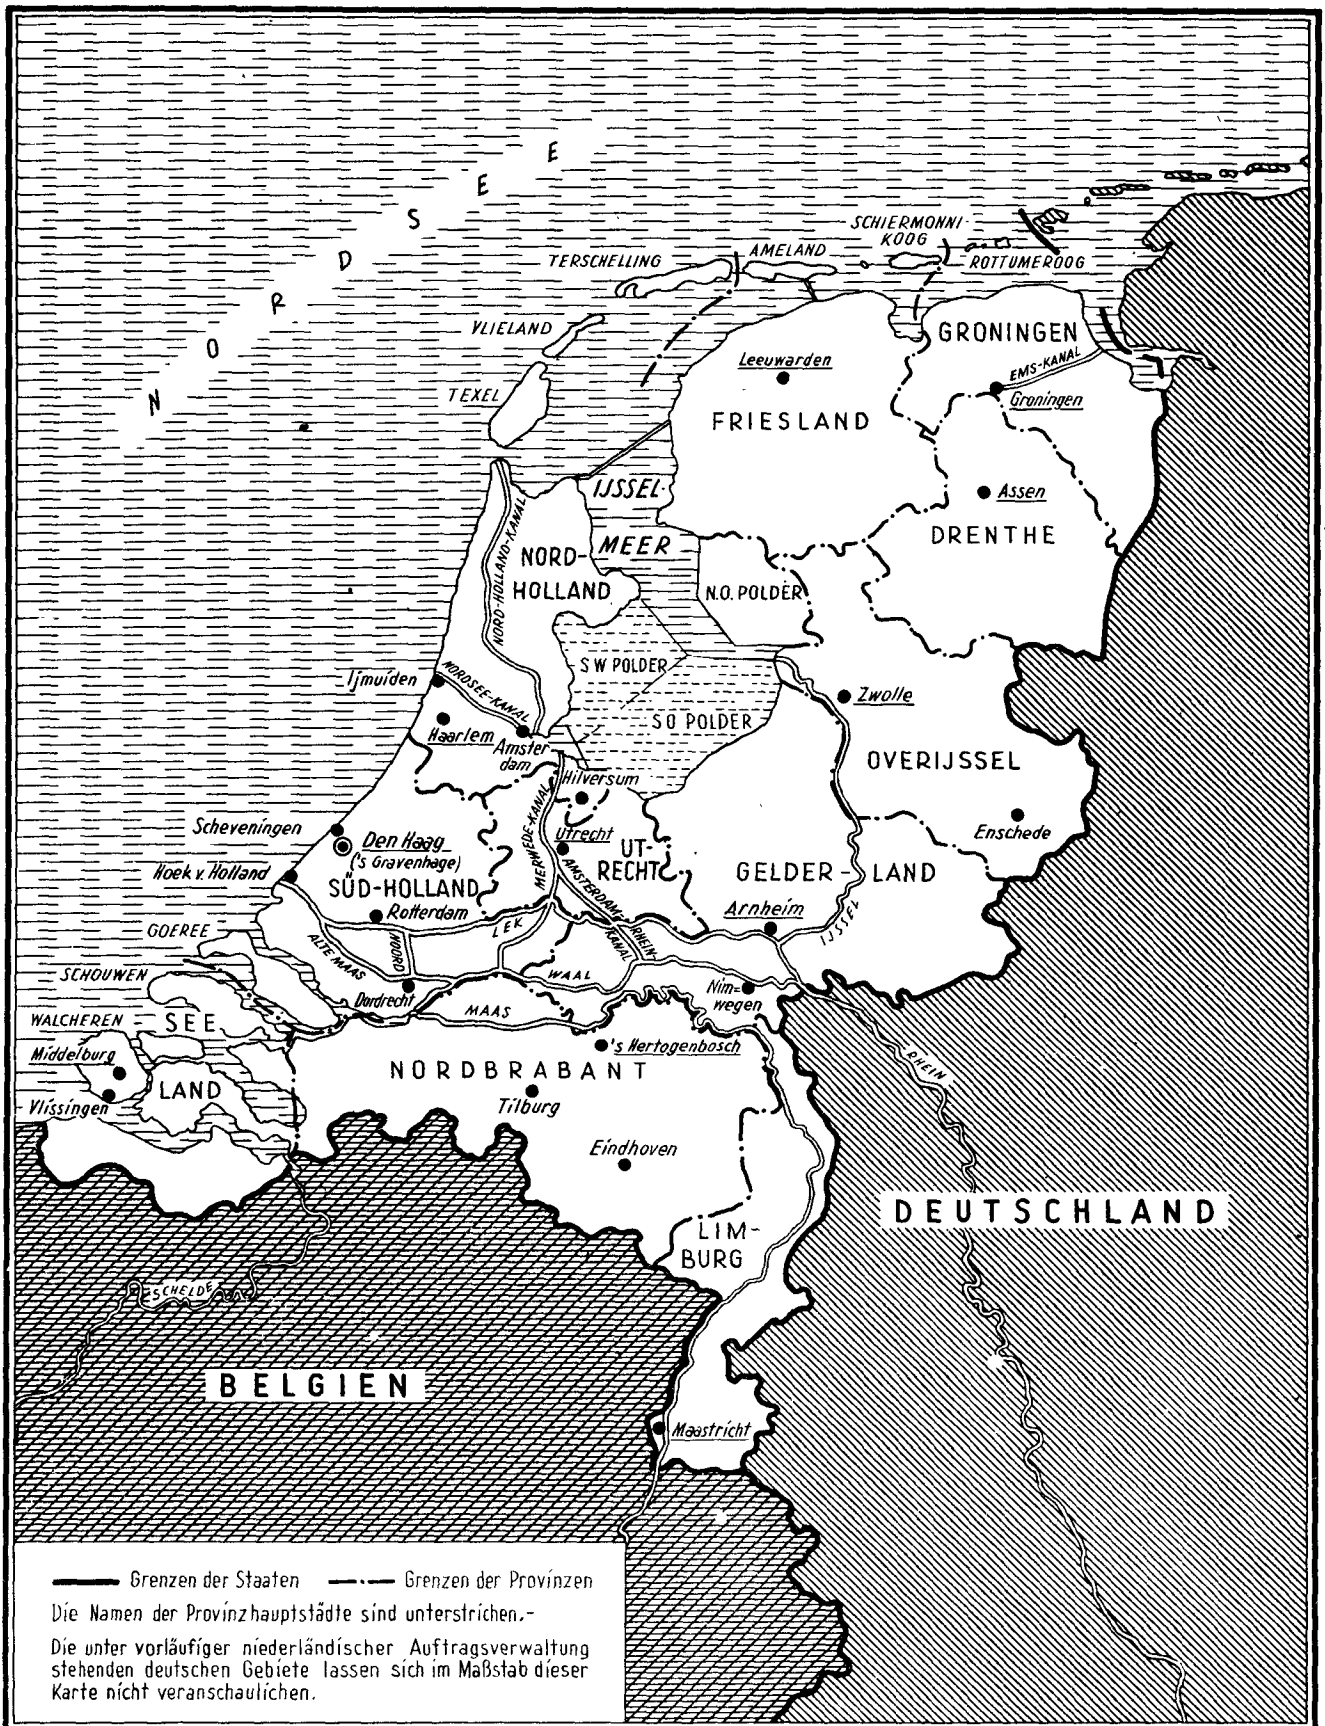 NORDSEE
SCHIERMONNI-
KOOG
AMELAND
TERSCHELLING
ROTTUMEROOG
VLIELAND
GRONINGEN
Leeuwarden
EMS-KANAL
TEXEL
Groningen
FRIESLAND
IJSSEL-
MEER
Assen
DRENTHE
NORD-HOLLAND-KANAL
NORD-
HOLLAND
N.O. POLDER
SW POLDER
Ijmuiden
NORDSEE-KANAL
Zwolle
SO POLDER
Haarlem
Amster
dam
OVERIJSSEL
Hilversum
MERWEDE-KANAL
Scheveningen
Den Haag
('s Gravenhage)
Utrecht
UT-
RECHT
Enschede
Hoek v. Holland
SÜD-HOLLAND
AMSTERDAM-RHEIN-
KANAL
GELDER-LAND
Rotterdam
Arnheim
IJSSEL
GOEREE
LEK
ALTE MAAS
NOORD
SCHOUWEN
WAAL
Dordrecht
Nim=
wegen
MAAS
WALCHEREN
SEE
LAND
Middelburg
's Hertogenbosch
RHEIN
NORDBRABANT
Vlissingen
Tilburg
Eindhoven
DEUTSCHLAND
LIM-
BURG
SCHELDE
BELGIEN
Maastricht
Grenzen der Staaten Grenzen der Provinzen
Die Namen der Provinzhauptstädte sind unterstrichen.-
Die unter vorläufiger niederländischer Auftragsverwaltung
stehenden deutschen Gebiete lassen sich im Maßstab dieser
Karte nicht veranschaulichen.